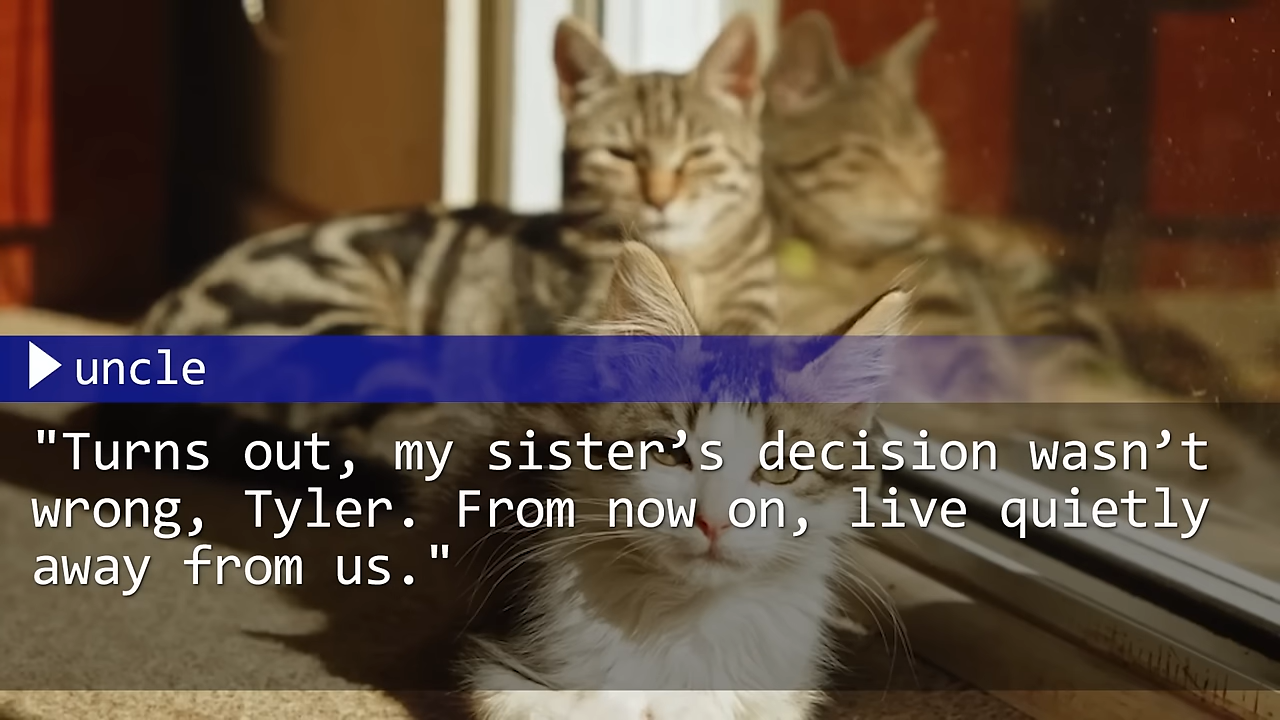 uncle
"Turns out, my sister’s decision wasn’t
wrong, Tyler. From now on, live quietly
away from us."